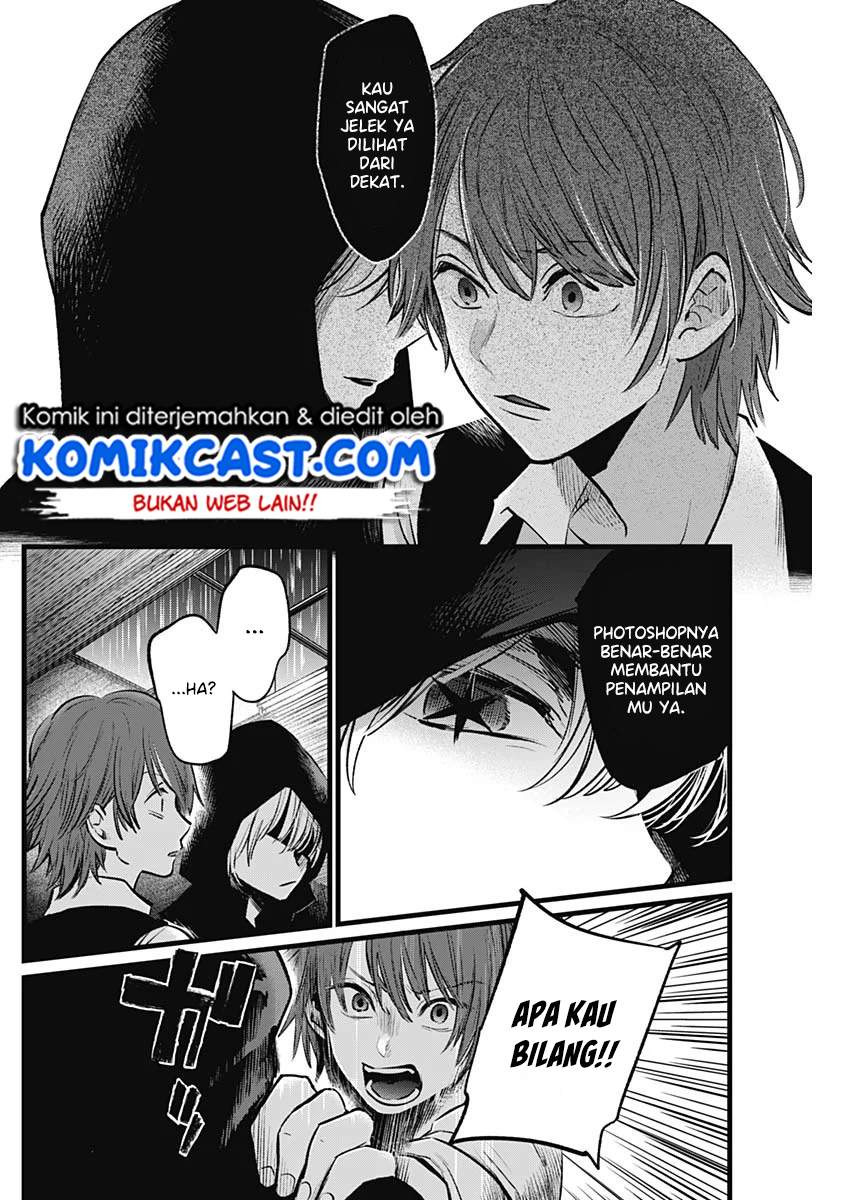 KAU
SANGAT
JELEK YA
DILIHAT
DARI
DEKAT.
Komik ini diterjemahkan & diedit oleh
KOMIKCAST.COM
BUKAN WEB LAIN!!
PHOTOSHOPNYA
BENAR-BENAR
MEMBANTU
PENAMPILAN
MU YA.
...
...HA?
APA KAU
BILANG!!